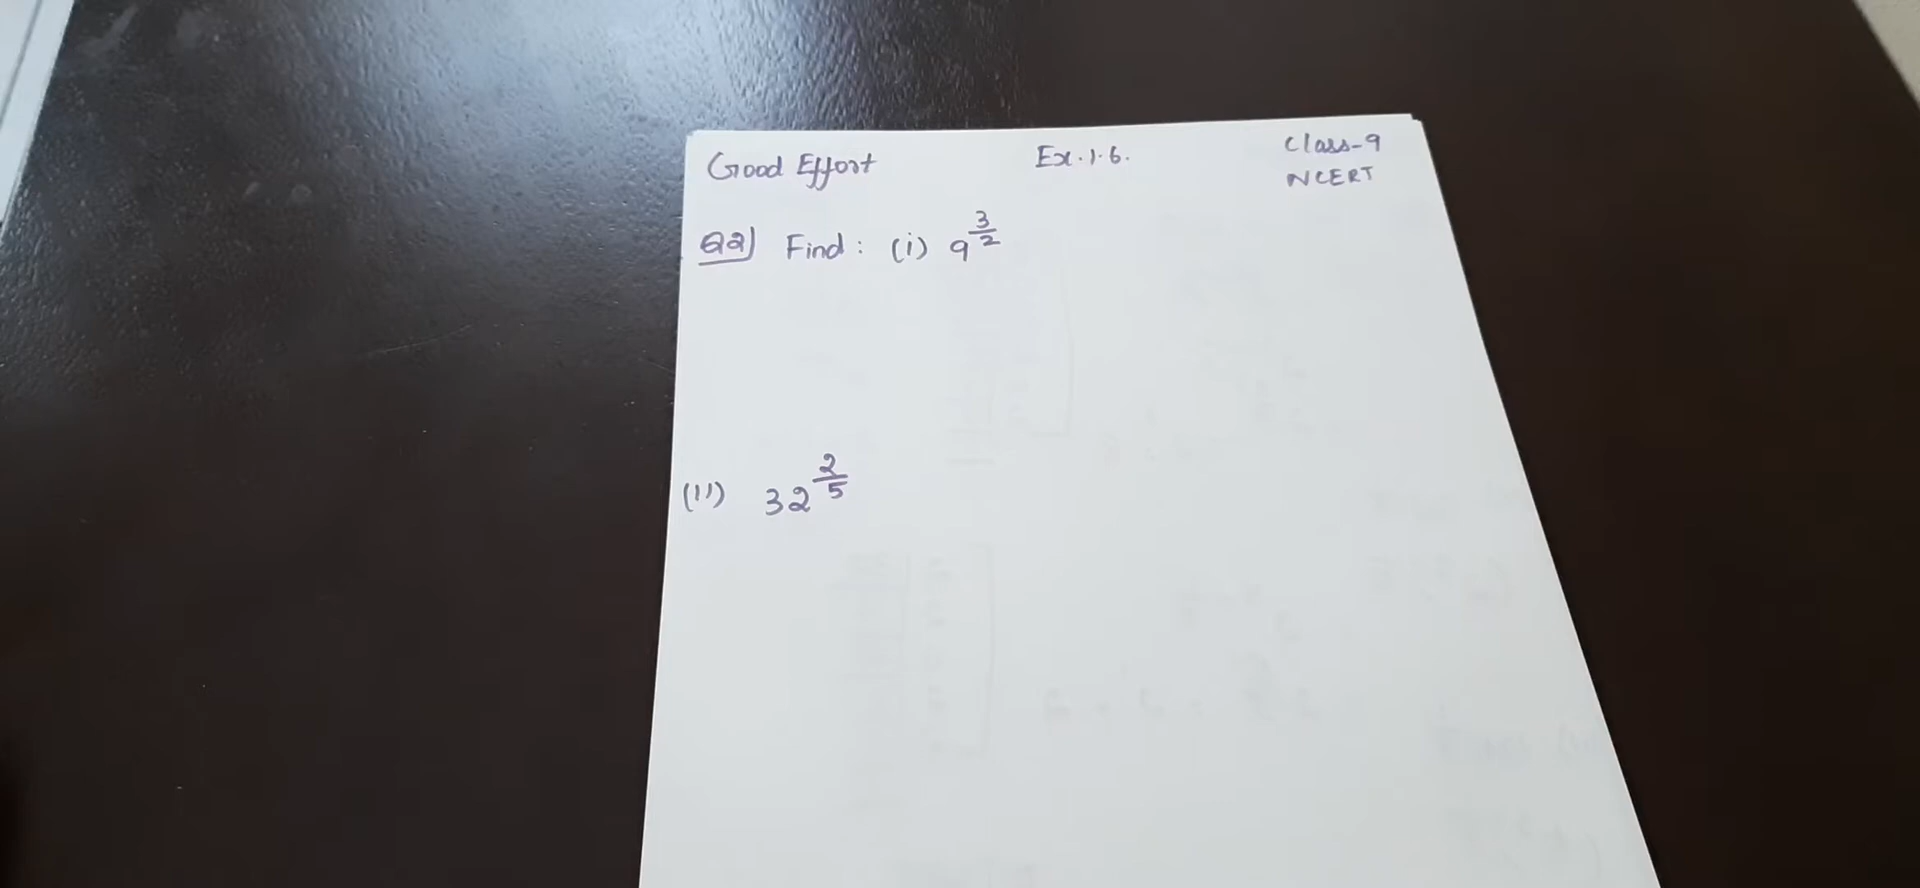 Good Effort Ex.1.6. Class-9
NCERT
Q2) Find: (i) 9^{3/2}
(ii) 32^{2/5}